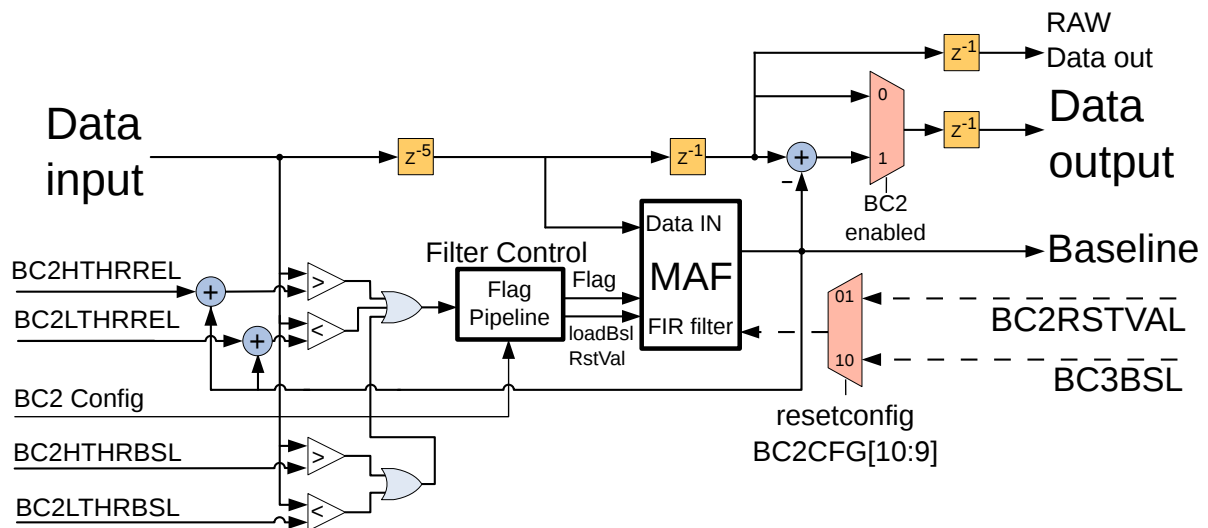 RAW
Data out
z-1
0
Data
output
z-1
1
Data
input
z-5
z-1
+
-
BC2
enabled
Data IN
MAF
FIR filter
Baseline
Filter Control
Flag
Pipeline
Flag
loadBsl
RstVal
BC2HTHRREL
+
>
BC2LTHRREL
+
<
01
BC2RSTVAL
10
BC3BSL
resetconfig
BC2CFG[10:9]
BC2 Config
BC2HTHRBSL
>
BC2LTHRBSL
<